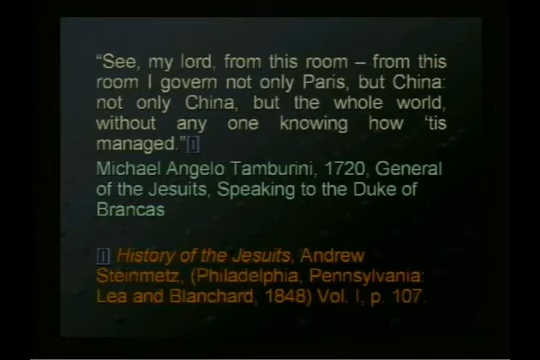 “See, my lord, from this room – from this
room I govern not only Paris, but China:
not only China, but the whole world,
without any one knowing how ‘tis
managed.”[i]
Michael Angelo Tamburini, 1720, General
of the Jesuits, Speaking to the Duke of
Brancas
[i] History of the Jesuits, Andrew
Steinmetz, (Philadelphia, Pennsylvania:
Lea and Blanchard, 1848) Vol. I, p. 107.